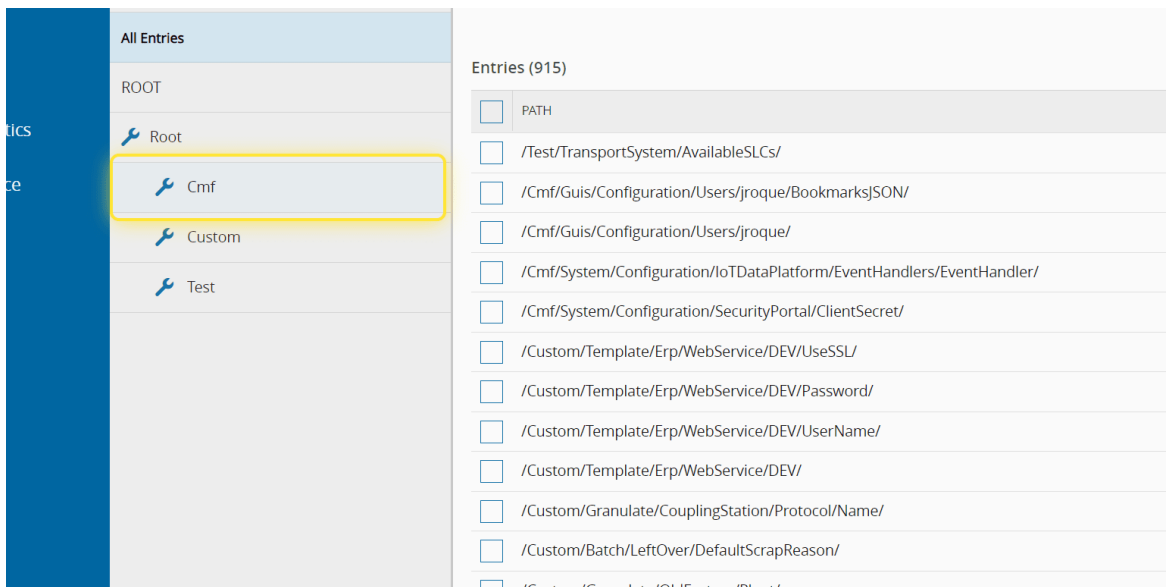 tics
ce
All Entries
ROOT
Root
Cmf
Custom
Test
Entries (915)
PATH
/Test/TransportSystem/AvailableSLCs/
/Cmf/Guis/Configuration/Users/jroque/BookmarksJSON/
/Cmf/Guis/Configuration/Users/jroque/
/Cmf/System/Configuration/IoTDataPlatform/EventHandlers/EventHandler/
/Cmf/System/Configuration/SecurityPortal/ClientSecret/
/Custom/Template/Erp/WebService/DEV/UseSSL/
/Custom/Template/Erp/WebService/DEV/Password/
/Custom/Template/Erp/WebService/DEV/UserName/
/Custom/Template/Erp/WebService/DEV/
/Custom/Granulate/CouplingStation/Protocol/Name/
/Custom/Batch/LeftOver/DefaultScrapReason/